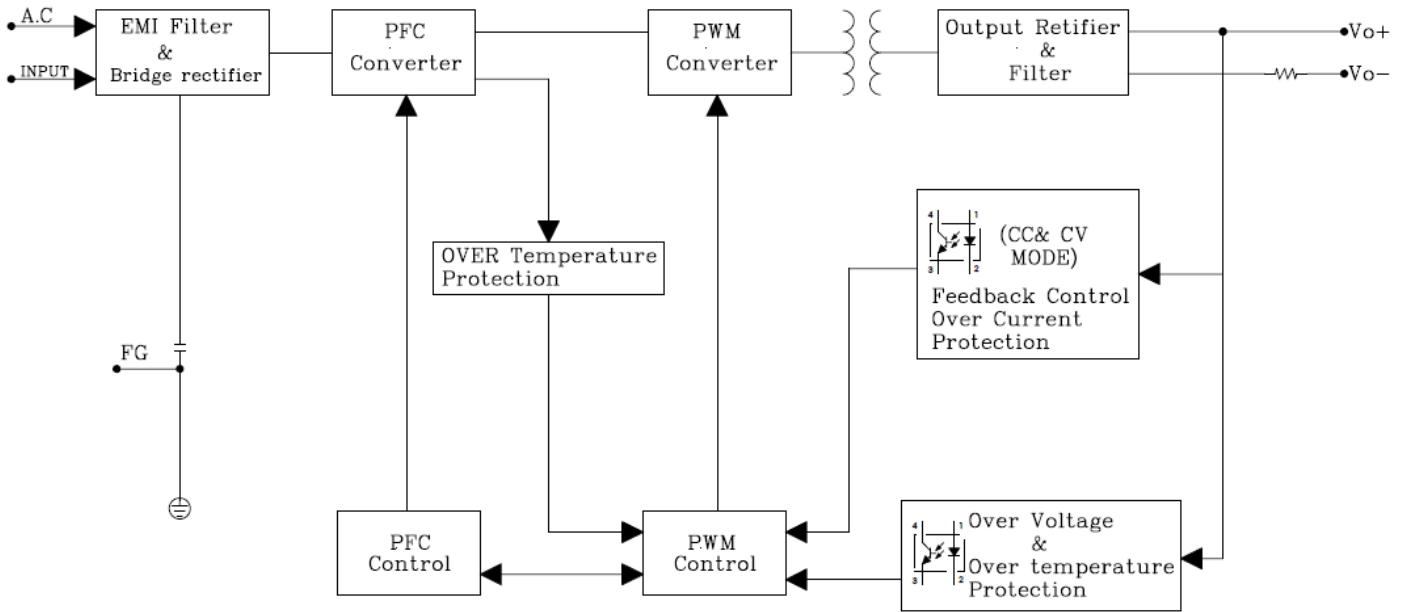 A.C
INPUT
EMI Filter
&
Bridge rectifier
PFC
Converter
PWM
Converter
Output Retifier
&
Filter
Vo+
Vo-
OVER Temperature
Protection
4
1
3
2
(CC& CV
MODE)
Feedback Control
Over Current
Protection
FG
PFC
Control
PWM
Control
4
1
3
2
Over Voltage
&
Over temperature
Protection